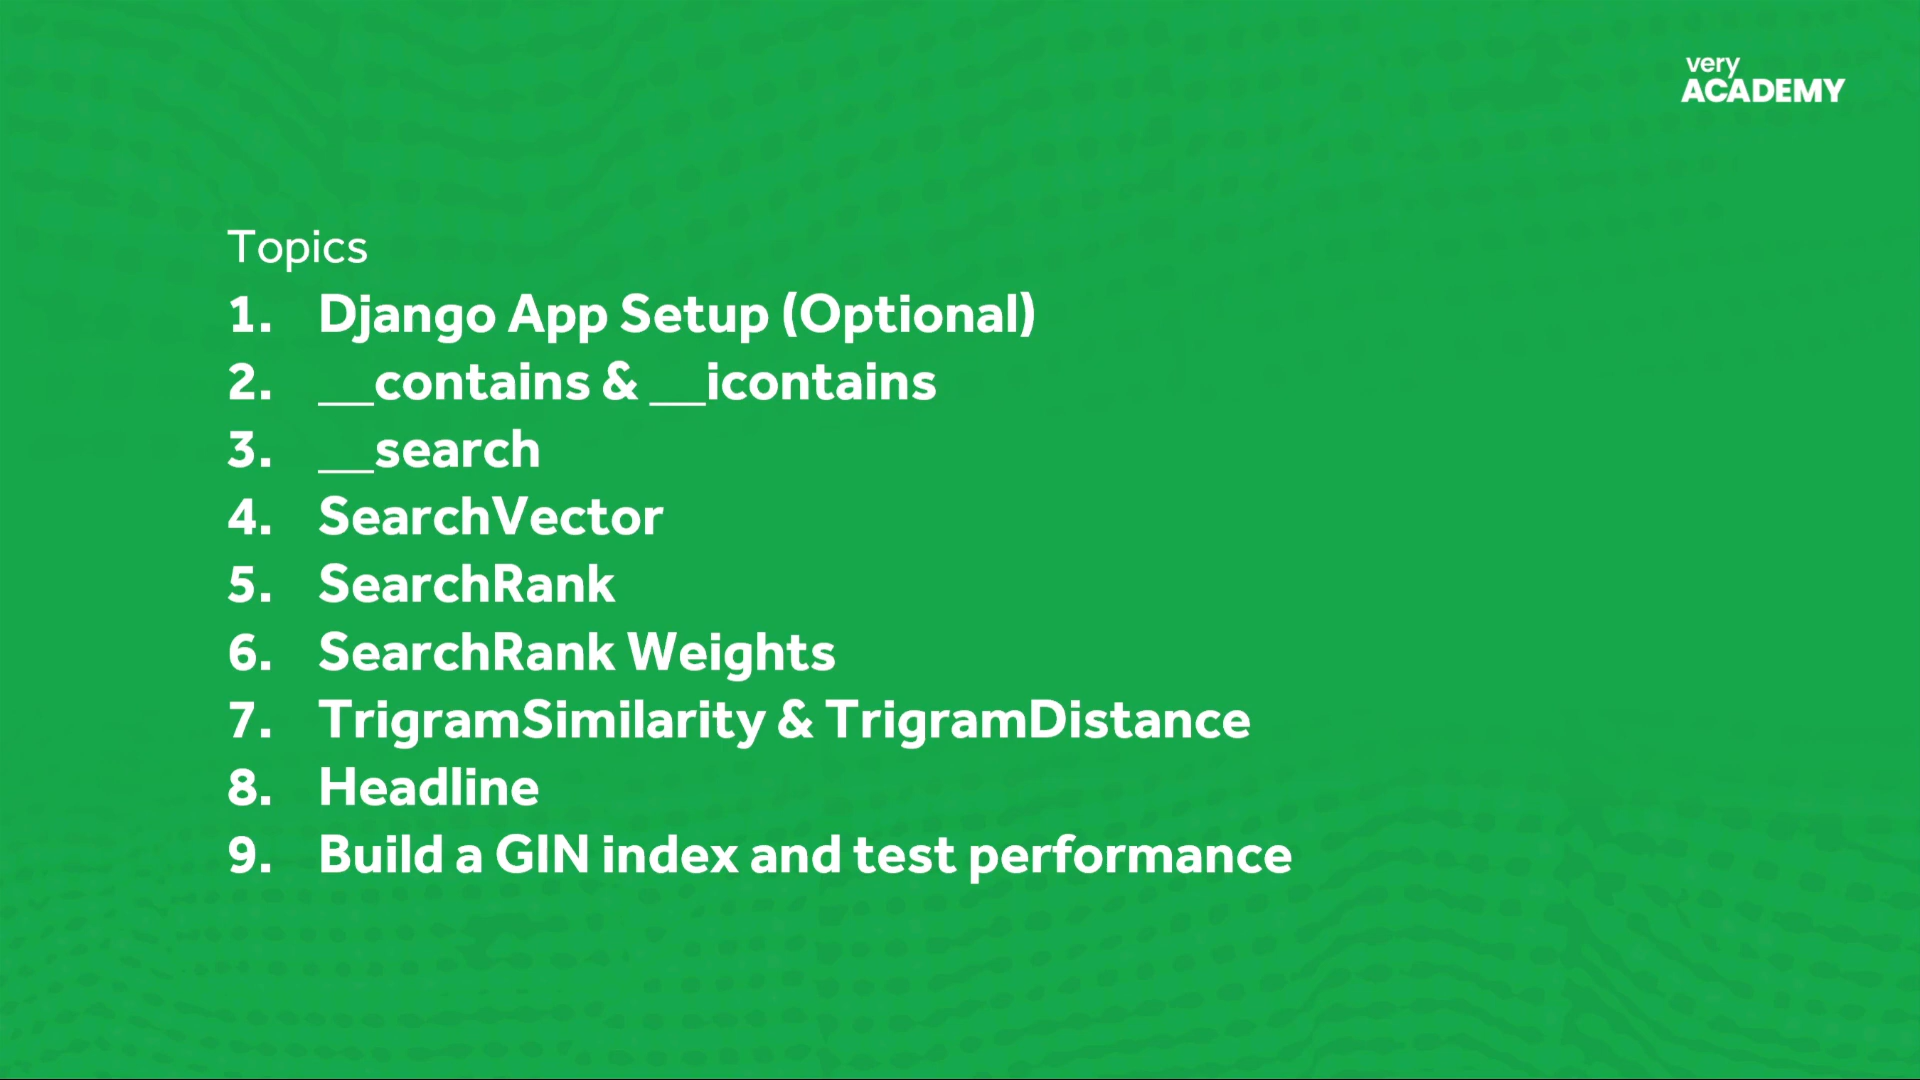 very
ACADEMY
Topics
1. Django App Setup (Optional)
2. __contains & __icontains
3. __search
4. SearchVector
5. SearchRank
6. SearchRank Weights
7. TrigramSimilarity & TrigramDistance
8. Headline
9. Build a GIN index and test performance